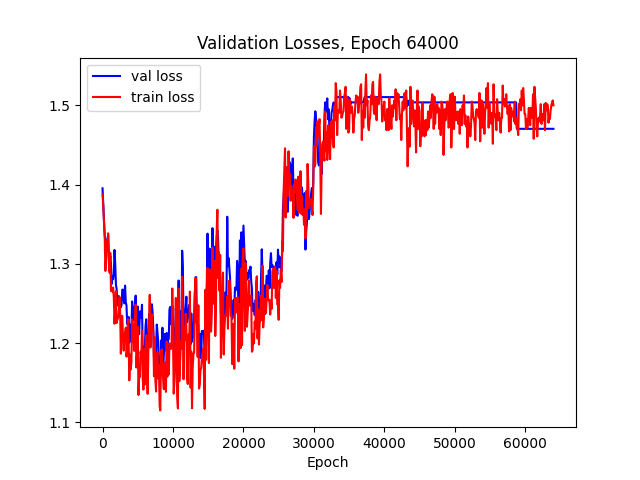 Validation Losses, Epoch 64000
val loss
train loss
1.5
1.4
1.3
1.2
1.1
0 10000 20000 30000 40000 50000 60000
Epoch